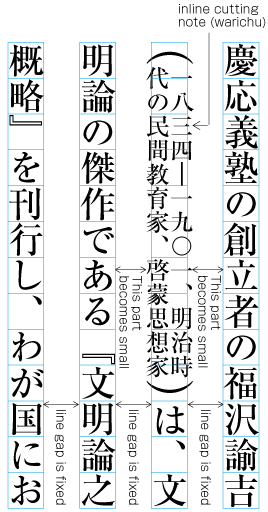 inline cutting
note (warichu)
慶応義塾の創立者の福沢諭吉
（一八三四―一九〇一、明治時
代の民間教育家、啓蒙思想家）
は、文
明論の傑作である『文明論之
概略』を刊行し、わが国にお
This part
becomes small
This part
becomes small
line gap is fixed
line gap is fixed
line gap is fixed